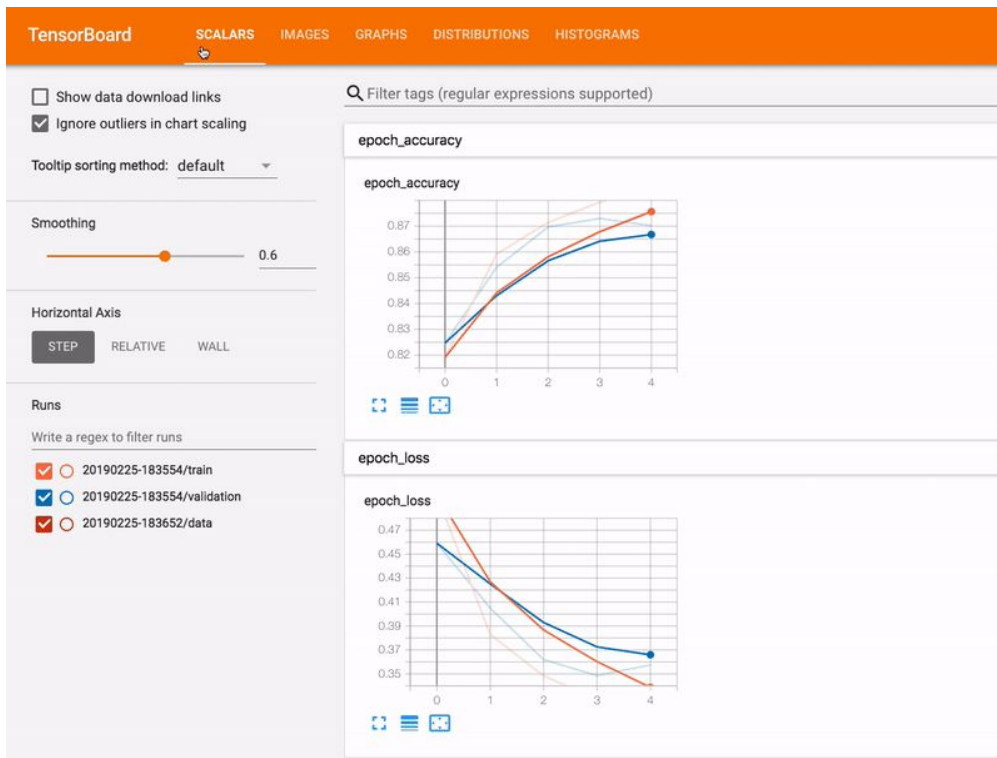 TensorBoard SCALARS IMAGES GRAPHS DISTRIBUTIONS HISTOGRAMS
Show data download links
Ignore outliers in chart scaling
Tooltip sorting method: default
Smoothing
0.6
Horizontal Axis
STEP RELATIVE WALL
Runs
Write a regex to filter runs
20190225-183554/train
20190225-183554/validation
20190225-183652/data
Filter tags (regular expressions supported)
epoch_accuracy
epoch_accuracy
0.87
0.86
0.85
0.84
0.83
0.82
0 1 2 3 4
epoch_loss
epoch_loss
0.47
0.45
0.43
0.41
0.39
0.37
0.35
0 1 2 3 4